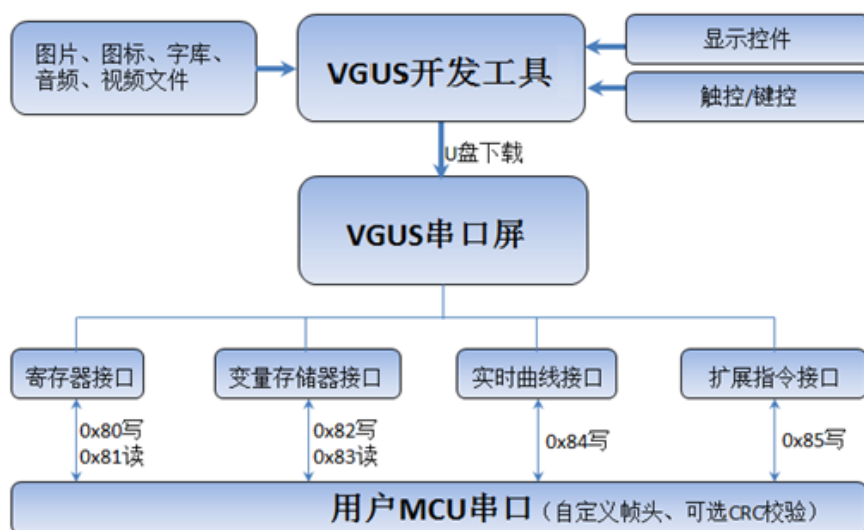 图片、图标、字库、
音频、视频文件
VGUS开发工具
显示控件
触控/键控
U盘下载
VGUS串口屏
寄存器接口
变量存储器接口
实时曲线接口
扩展指令接口
0x80写
0x81读
0x82写
0x83读
0x84写
0x85写
用户MCU串口（自定义帧头、可选CRC校验）